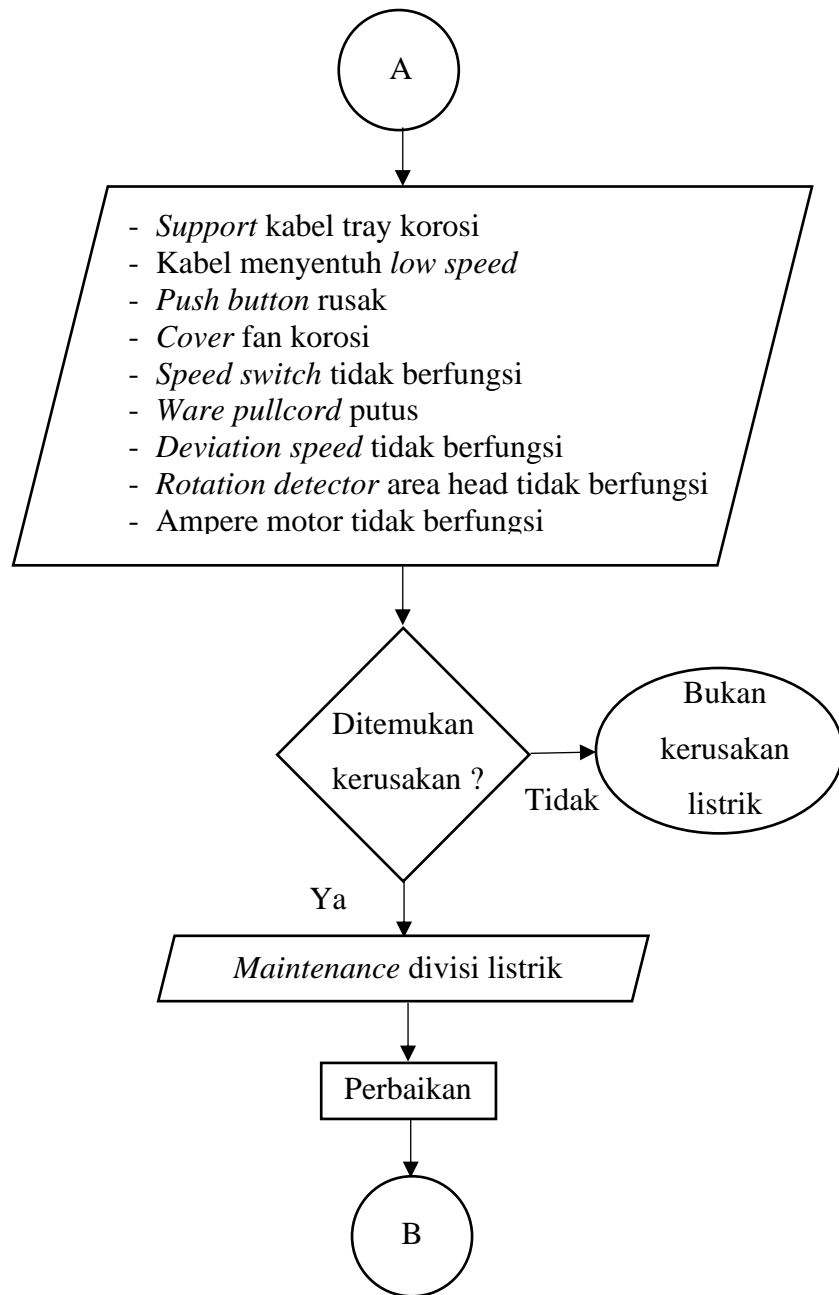 A
- Support kabel tray korosi
- Kabel menyentuh low speed
- Push button rusak
- Cover fan korosi
- Speed switch tidak berfungsi
- Ware pullcord putus
- Deviation speed tidak berfungsi
- Rotation detector area head tidak berfungsi
- Ampere motor tidak berfungsi
Ditemukan
kerusakan ?
Tidak
Bukan
kerusakan
listrik
Ya
Maintenance divisi listrik
Perbaikan
B